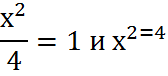 x²/4 = 1 и x²⁼⁴